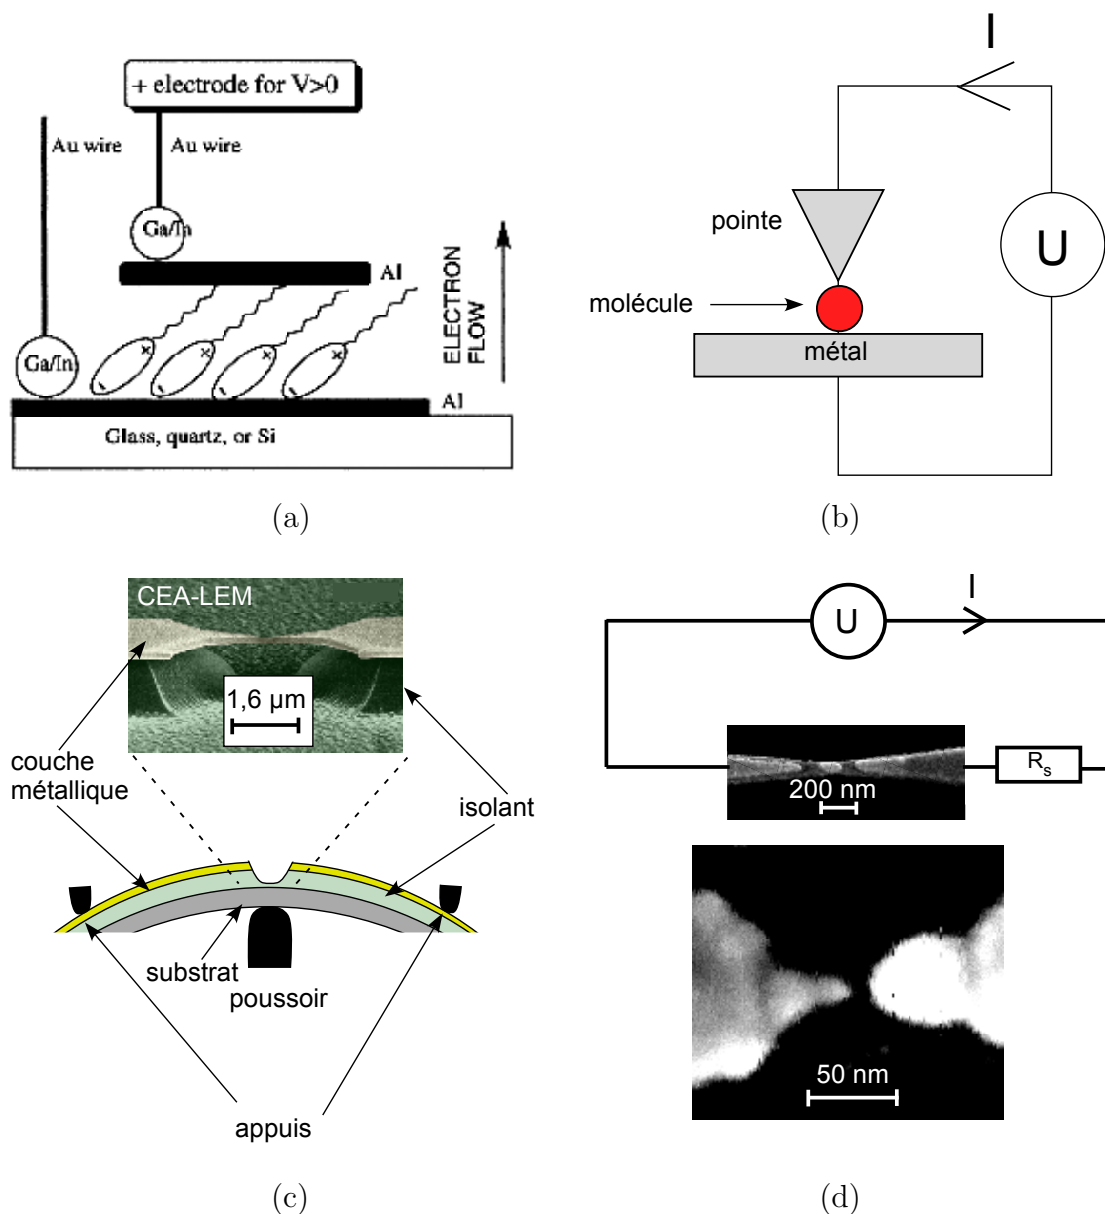 + electrode for V>0
Au wire
Au wire
Ga/In
Al
ELECTRON
FLOW
Ga/In
Al
Glass, quartz, or Si
(a)
I
pointe
U
molécule
métal
(b)
CEA-LEM
1,6 µm
couche
métallique
isolant
substrat
poussoir
appuis
(c)
U
I
200 nm
Rs
50 nm
(d)